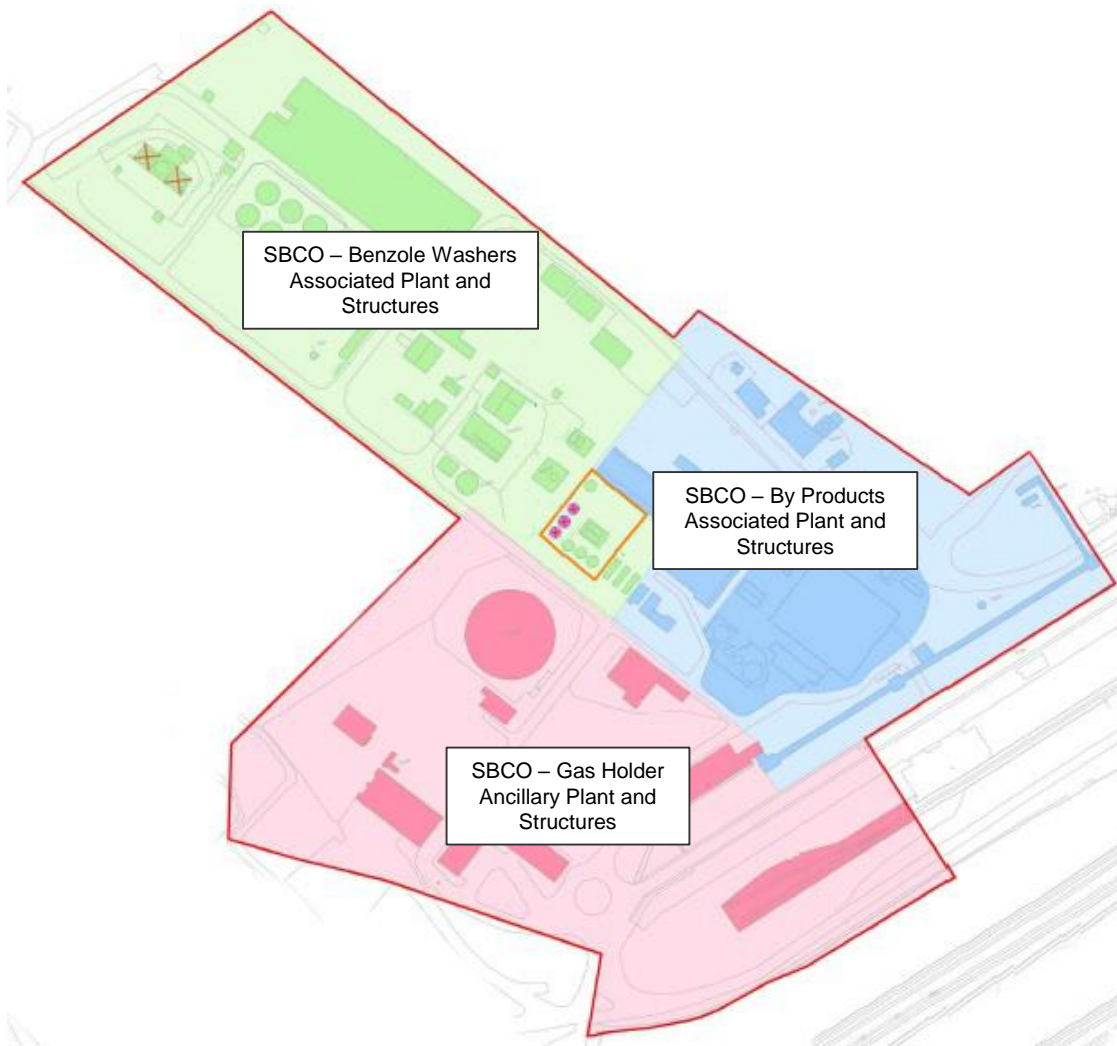 SBCO – Benzole Washers
Associated Plant and
Structures
SBCO – By Products
Associated Plant and
Structures
SBCO – Gas Holder
Ancillary Plant and
Structures